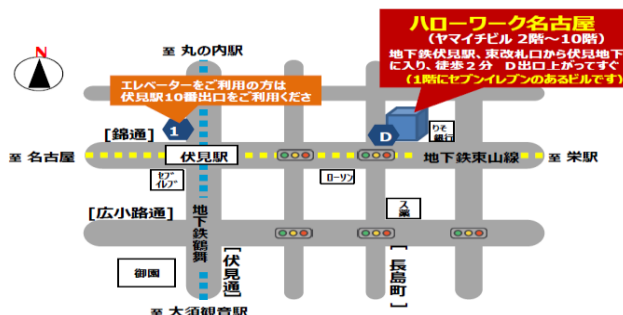 ハローワーク名古屋
(ヤマイチビル 2階～10階)
地下鉄伏見駅、東改札口から伏見地下
に入り、徒歩2分 D出口上がってすぐ
(1階にセブンイレブンのあるビルです)
至 丸の内駅
N
エレベーターをご利用の方は
伏見駅10番出口をご利用くださ
[錦通]
1
D
りそ
銀行
至 名古屋
伏見駅
地下鉄東山線
至 栄駅
セブ
イレブ
ローソン
ス薬
[広小路通]
地下鉄鶴舞
[伏見通]
[長島町]
御園
至 大須観音駅